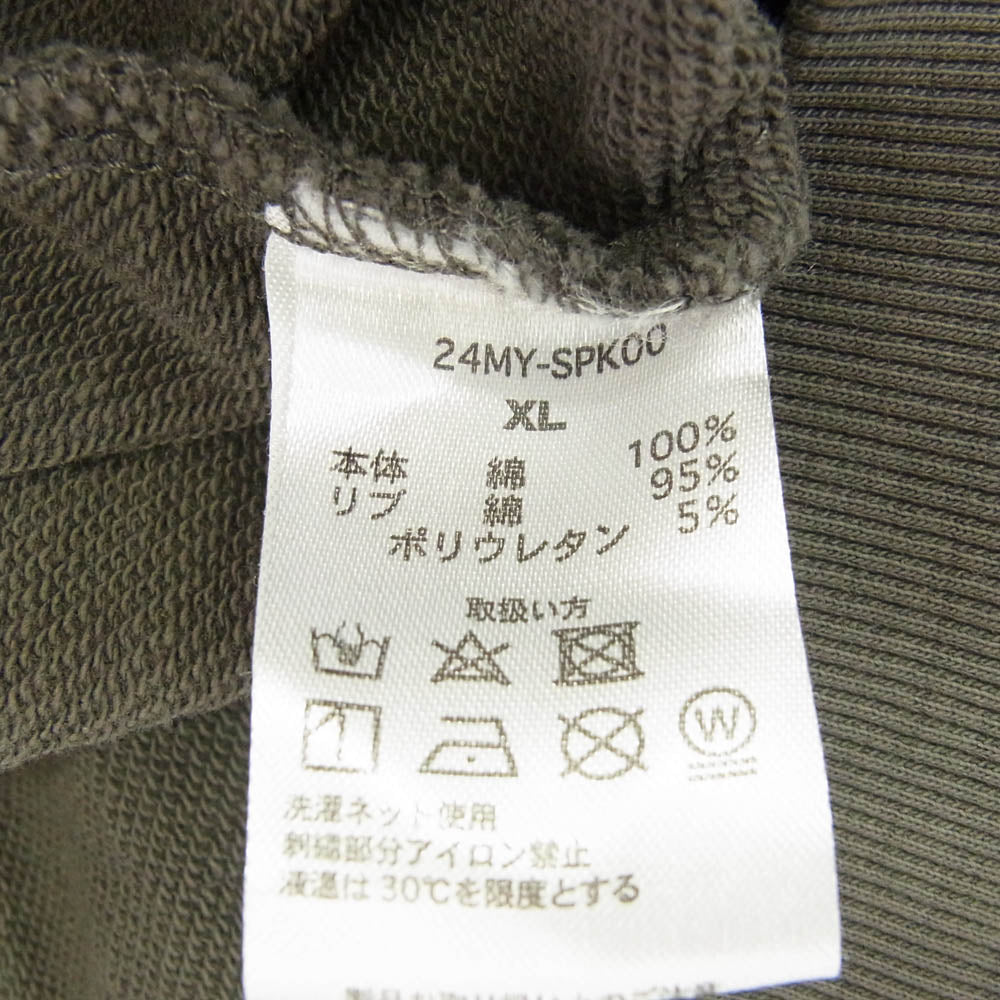 24MY-SPK00
XL
本体 綿 100%
リブ 綿 95%
ポリウレタン 5%
取扱い方
W
洗濯ネット使用
刺繍部分アイロン禁止
液温は30℃を限度とする